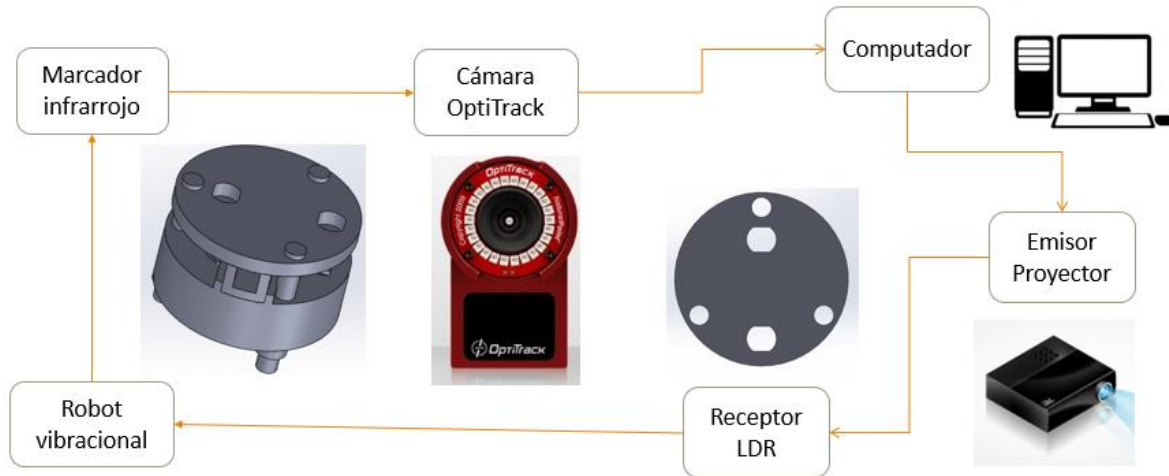 Marcador
infrarrojo
Cámara
OptiTrack
Computador
OptiTrack
OptiTrack
Emisor
Proyector
Receptor
LDR
Robot
vibracional